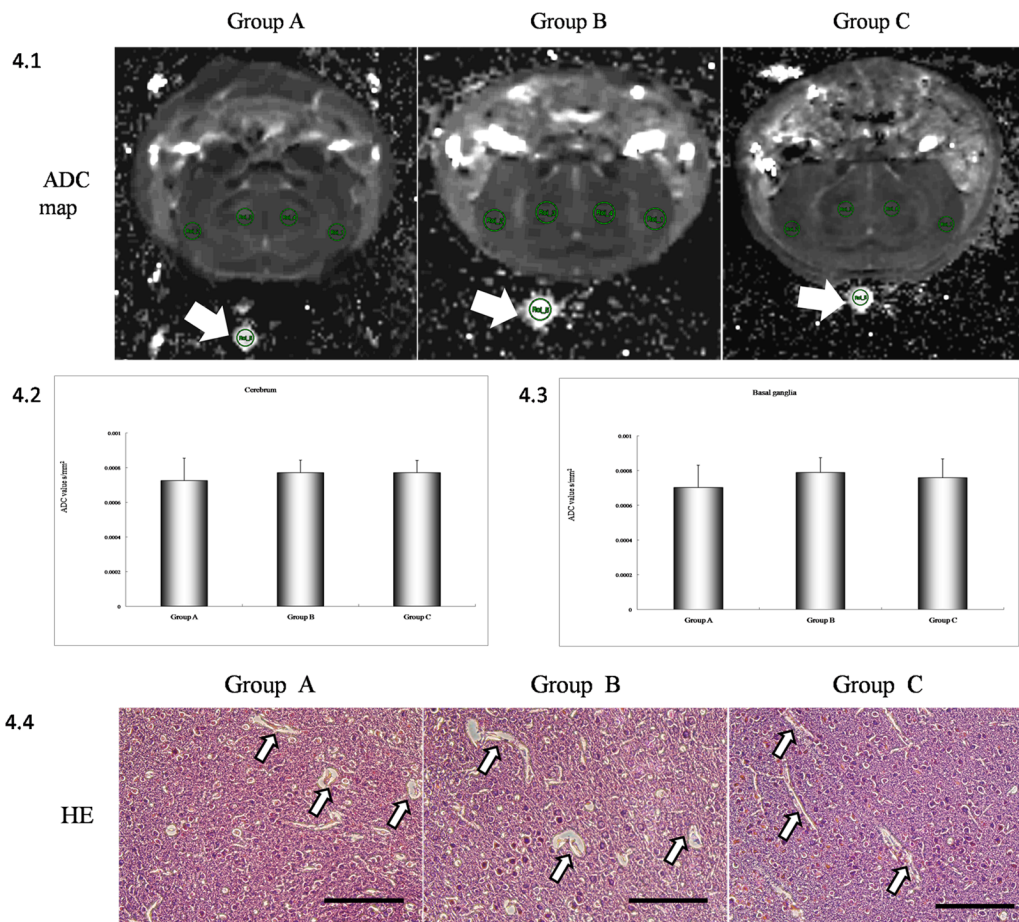 Group A
Group B
Group C
4.1
ADC
map
4.2
Cerebrum
ADC value s/mm²
0.001
0.0008
0.0006
0.0004
0.0002
0
Group A
Group B
Group C
4.3
Basal ganglia
ADC value s/mm²
0.001
0.0008
0.0006
0.0004
0.0002
0
Group A
Group B
Group C
Group A
Group B
Group C
4.4
HE